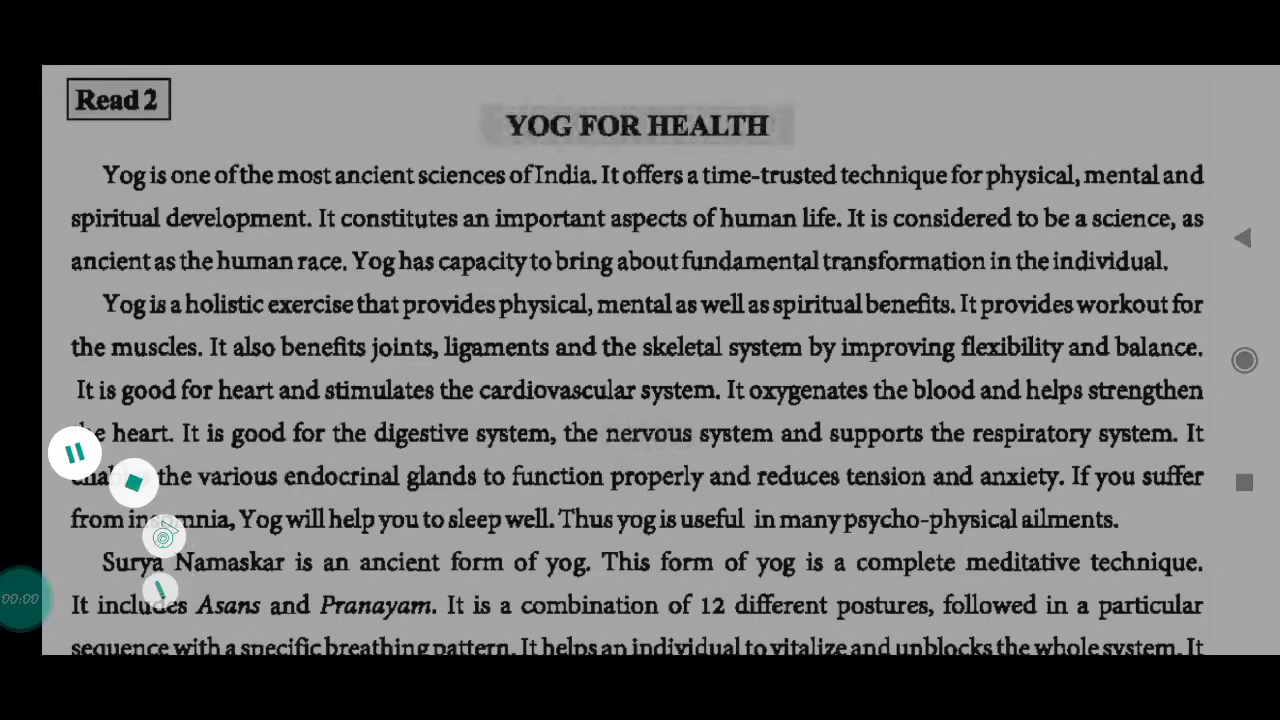 Read 2
YOG FOR HEALTH
Yog is one of the most ancient sciences of India. It offers a time-trusted technique for physical, mental and
spiritual development. It constitutes an important aspects of human life. It is considered to be a science, as
ancient as the human race. Yog has capacity to bring about fundamental transformation in the individual.
Yog is a holistic exercise that provides physical, mental as well as spiritual benefits. It provides workout for
the muscles. It also benefits joints, ligaments and the skeletal system by improving flexibility and balance.
It is good for heart and stimulates the cardiovascular system. It oxygenates the blood and helps strengthen
the heart. It is good for the digestive system, the nervous system and supports the respiratory system. It
enables the various endocrinal glands to function properly and reduces tension and anxiety. If you suffer
from insomnia, Yog will help you to sleep well. Thus yog is useful in many psycho-physical ailments.
Surya Namaskar is an ancient form of yog. This form of yog is a complete meditative technique.
It includes Asans and Pranayam. It is a combination of 12 different postures, followed in a particular
sequence with a specific breathing pattern. It helps an individual to vitalize and unblocks the whole system. It
00:00